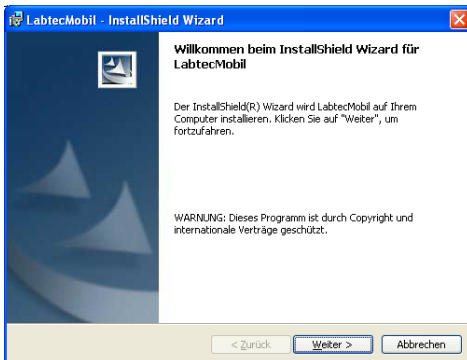 LabtecMobil - InstallShield Wizard
Willkommen beim InstallShield Wizard für
LabtecMobil
Der InstallShield(R) Wizard wird LabtecMobil auf Ihrem
Computer installieren. Klicken Sie auf "Weiter", um
fortzufahren.
WARNUNG: Dieses Programm ist durch Copyright und
internationale Verträge geschützt.
< Zurück Weiter > Abbrechen